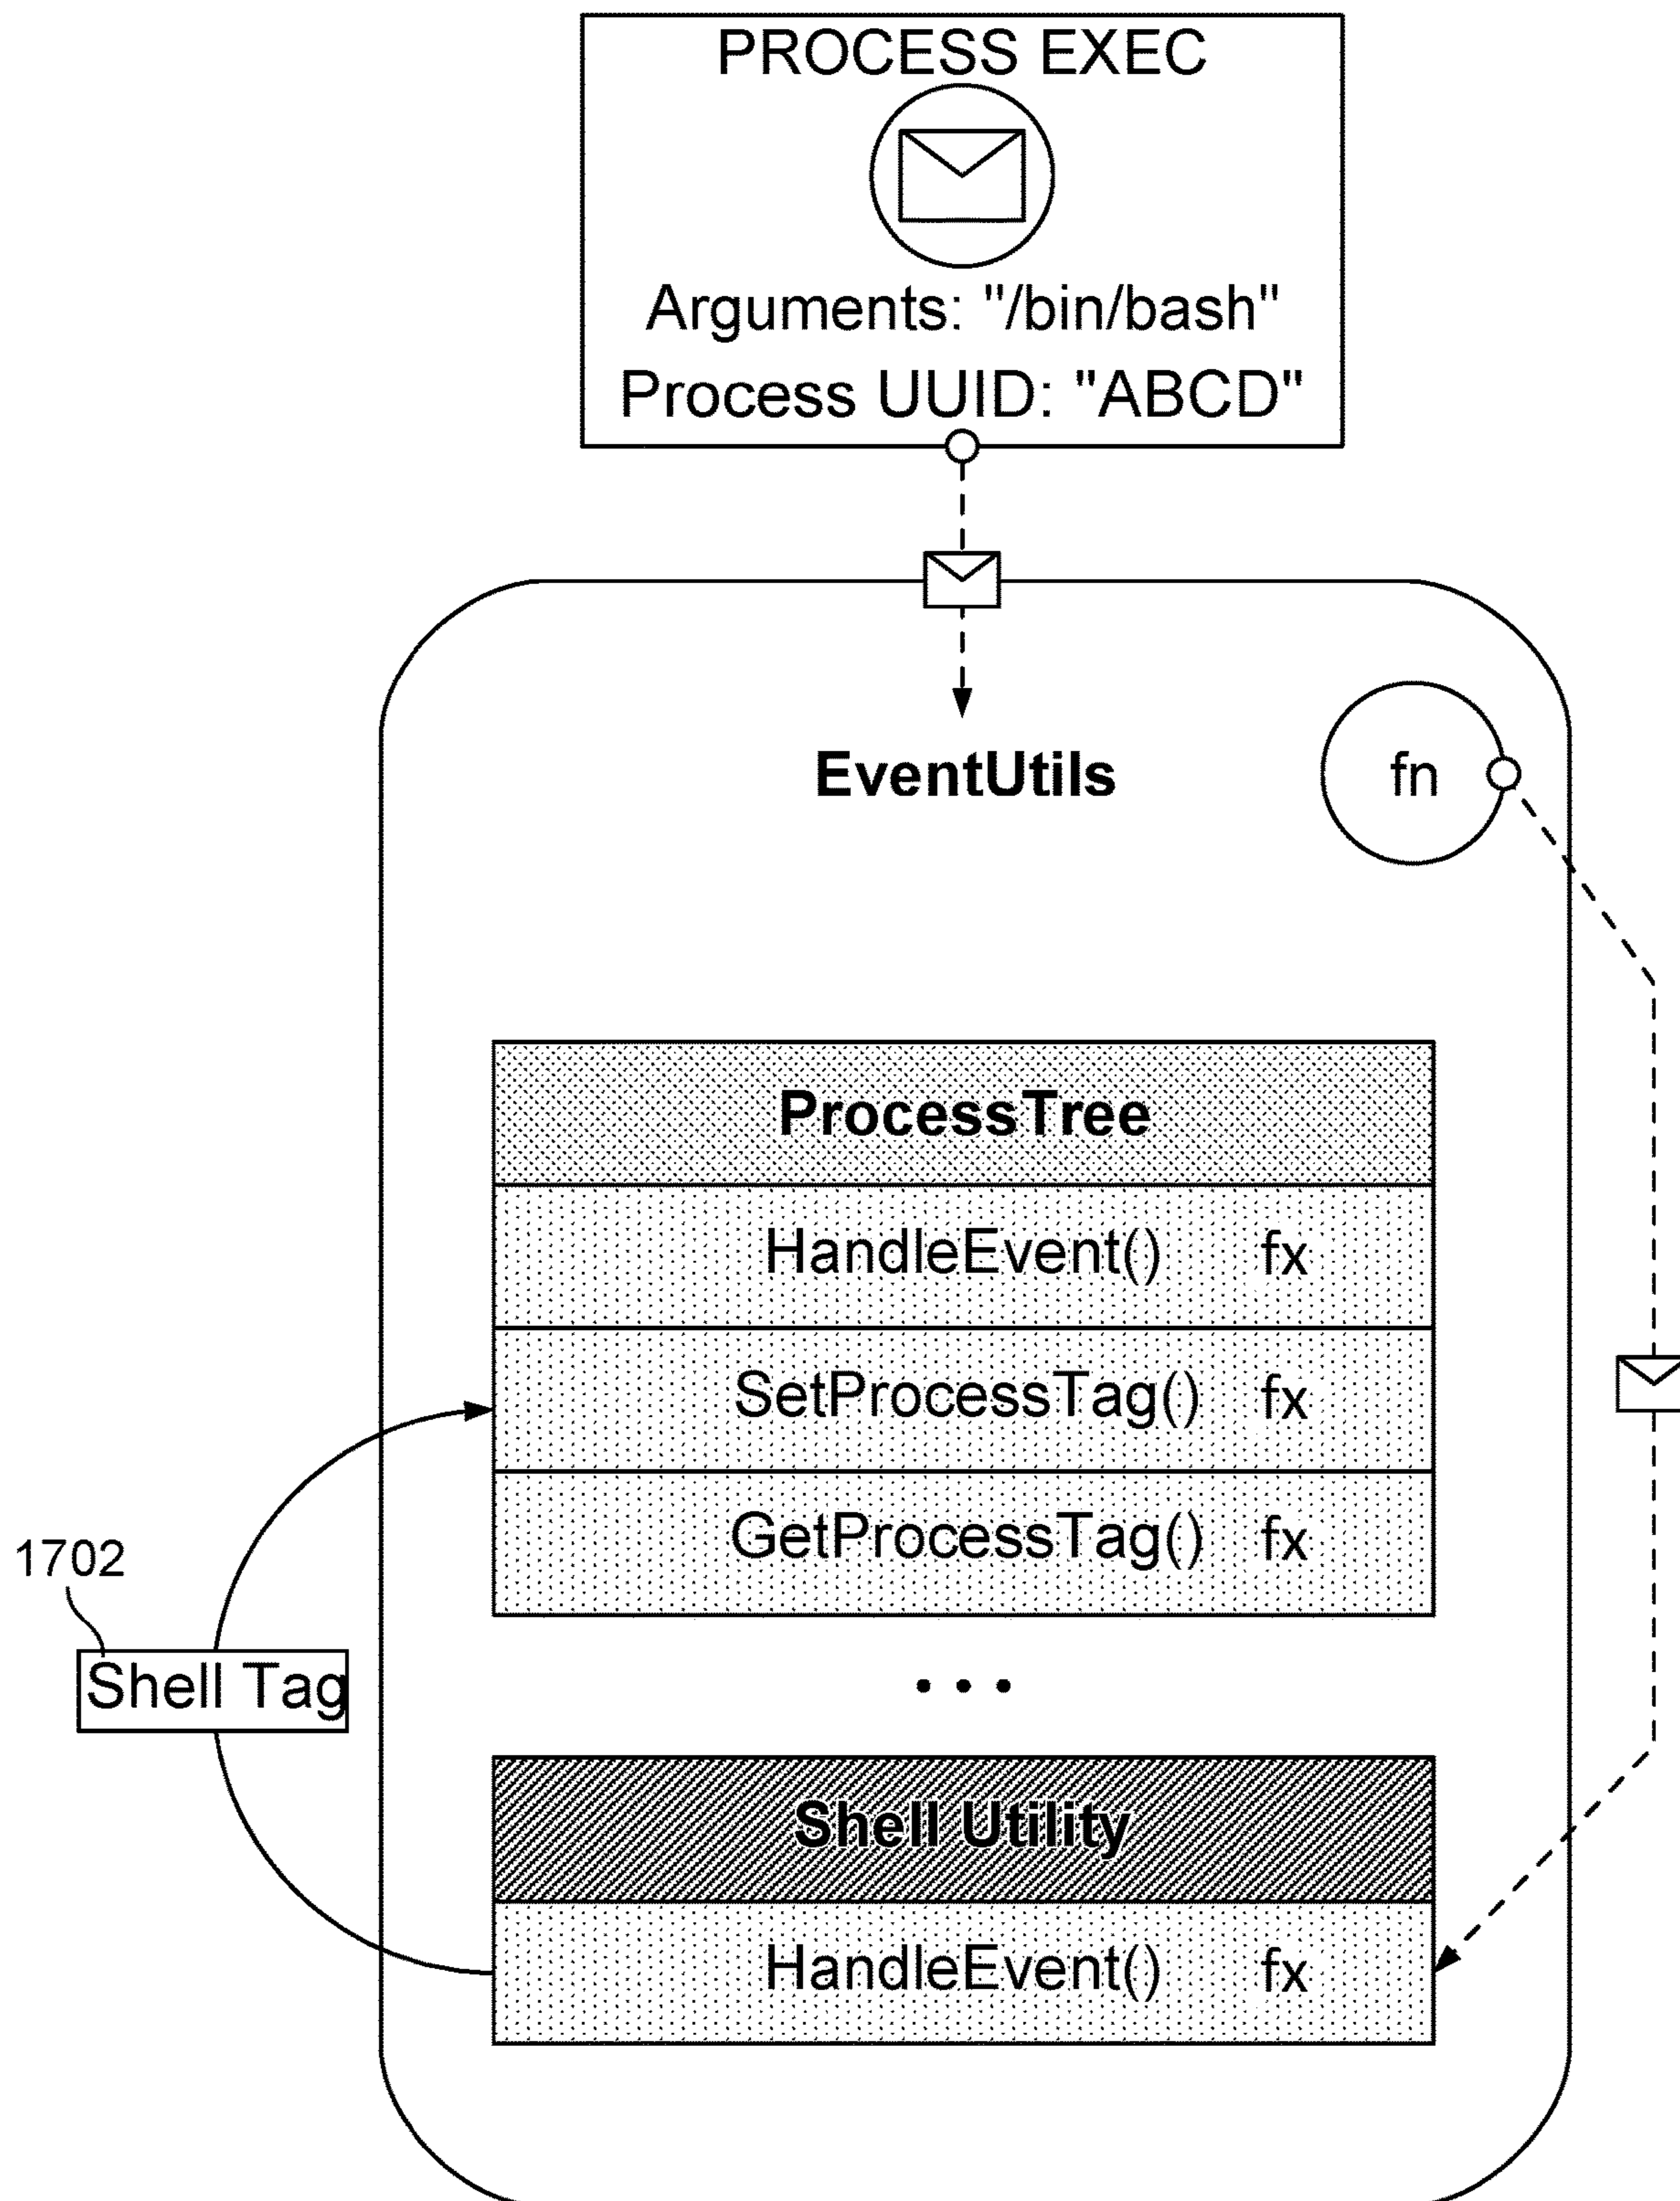 PROCESS EXEC
Arguments: "/bin/bash"
Process UUID: "ABCD"
EventUtils
fn
ProcessTree
HandleEvent() fx
SetProcessTag() fx
GetProcessTag() fx
1702
Shell Tag
...
Shell Utility
HandleEvent() fx